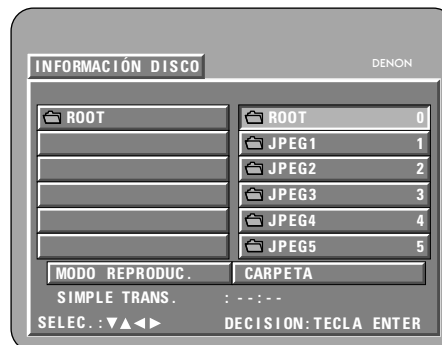 INFORMACIÓN DISCO DENON
ROOT ROOT 0
JPEG1 1
JPEG2 2
JPEG3 3
JPEG4 4
JPEG5 5
MODO REPRODUC. CARPETA
SIMPLE TRANS. : --:--
SELEC.:▼▲◄► DECISION:TECLA ENTER